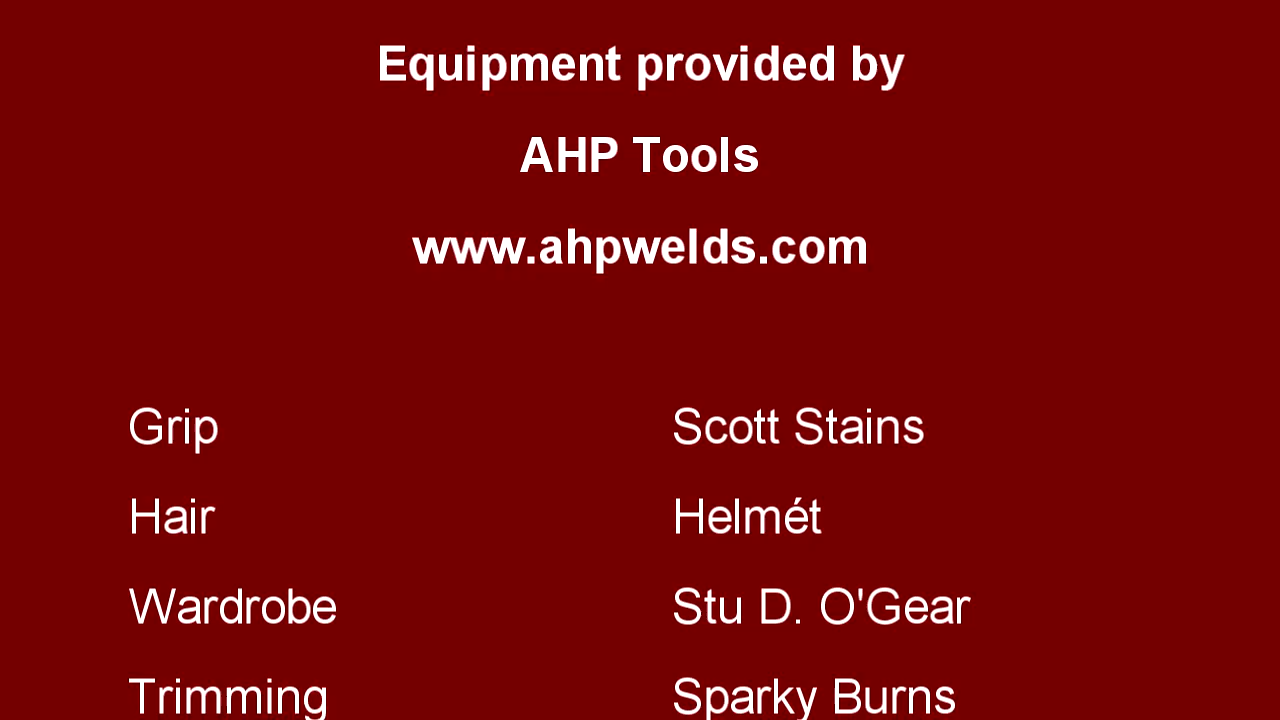 Equipment provided by
AHP Tools
www.ahpwelds.com
Grip Scott Stains
Hair Helmét
Wardrobe Stu D. O'Gear
Trimming Sparky Burns